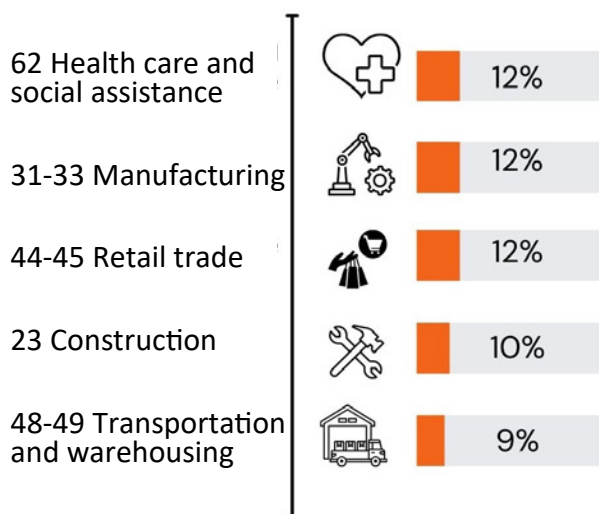 62 Health care and
social assistance
12%
31-33 Manufacturing
12%
44-45 Retail trade
12%
23 Construction
10%
48-49 Transportation
and warehousing
9%